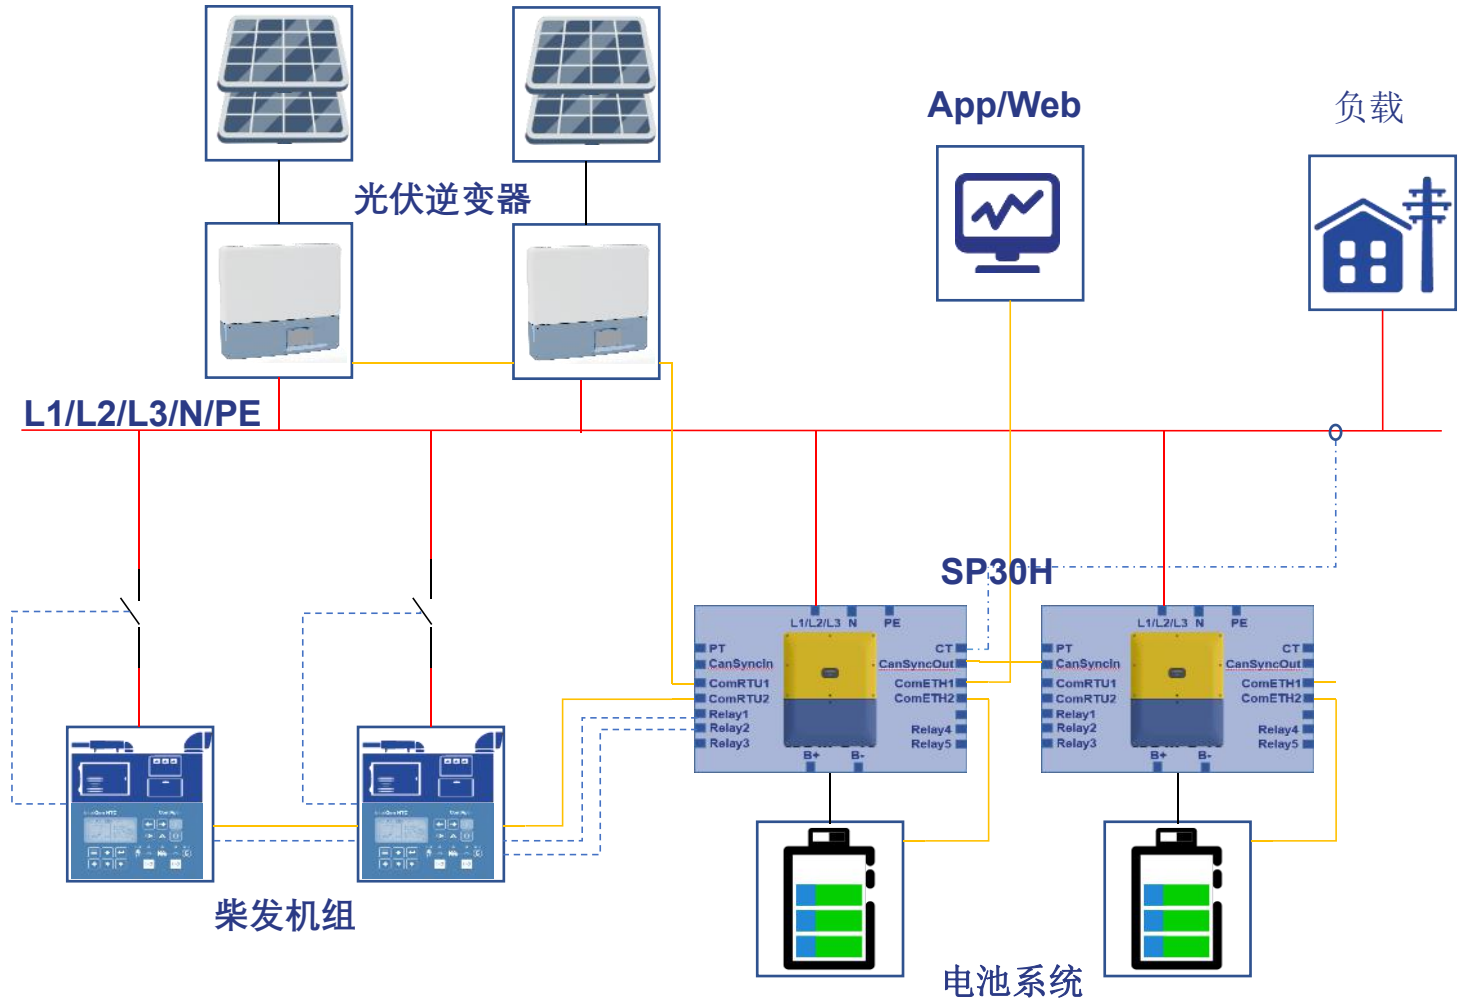 App/Web
负载
光伏逆变器
L1/L2/L3/N/PE
SP30H
L1/L2/L3 N PE
PT
CanSyncIn
ComRTU1
ComRTU2
Relay1
Relay2
Relay3
CT
CanSyncOut
ComETH1
ComETH2
Relay4
Relay5
B+ B-
L1/L2/L3 N PE
PT
CanSyncIn
ComRTU1
ComRTU2
Relay1
Relay2
Relay3
CT
CanSyncOut
ComETH1
ComETH2
Relay4
Relay5
B+ B-
柴发机组
电池系统